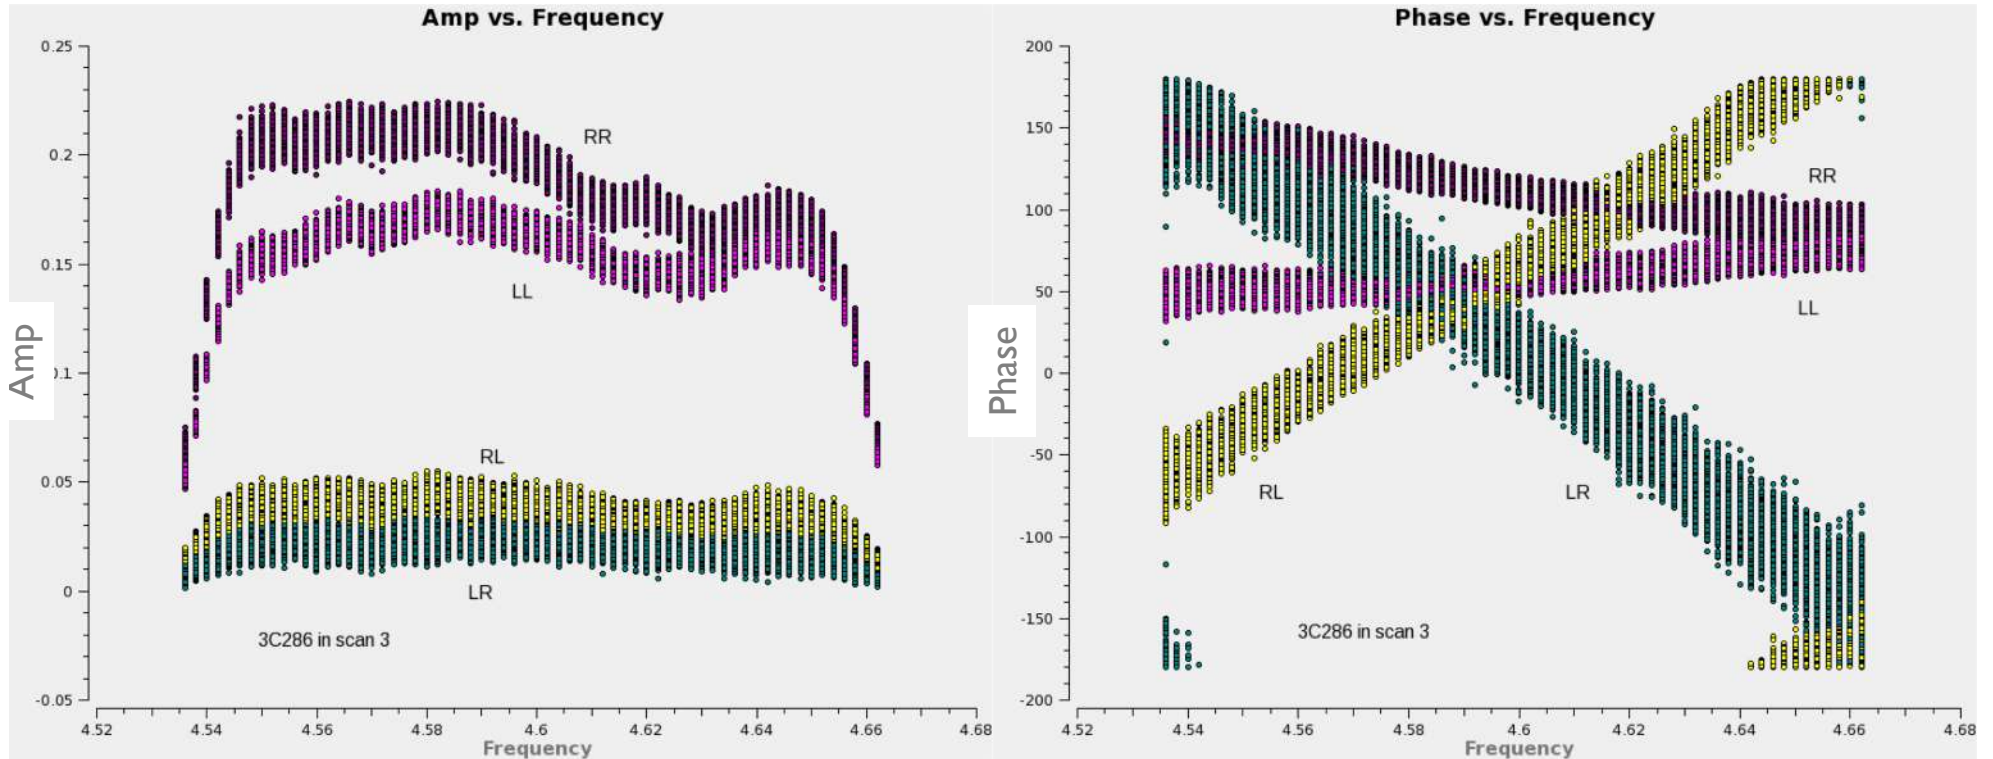 Amp vs. Frequency
0.25
0.2
0.15
0.1
0.05
0
-0.05
Amp
RR
LL
RL
LR
3C286 in scan 3
4.52 4.54 4.56 4.58 4.6 4.62 4.64 4.66 4.68
Frequency
Phase vs. Frequency
200
150
100
50
0
-50
-100
-150
-200
Phase
RR
LL
RL
LR
3C286 in scan 3
4.52 4.54 4.56 4.58 4.6 4.62 4.64 4.66 4.68
Frequency